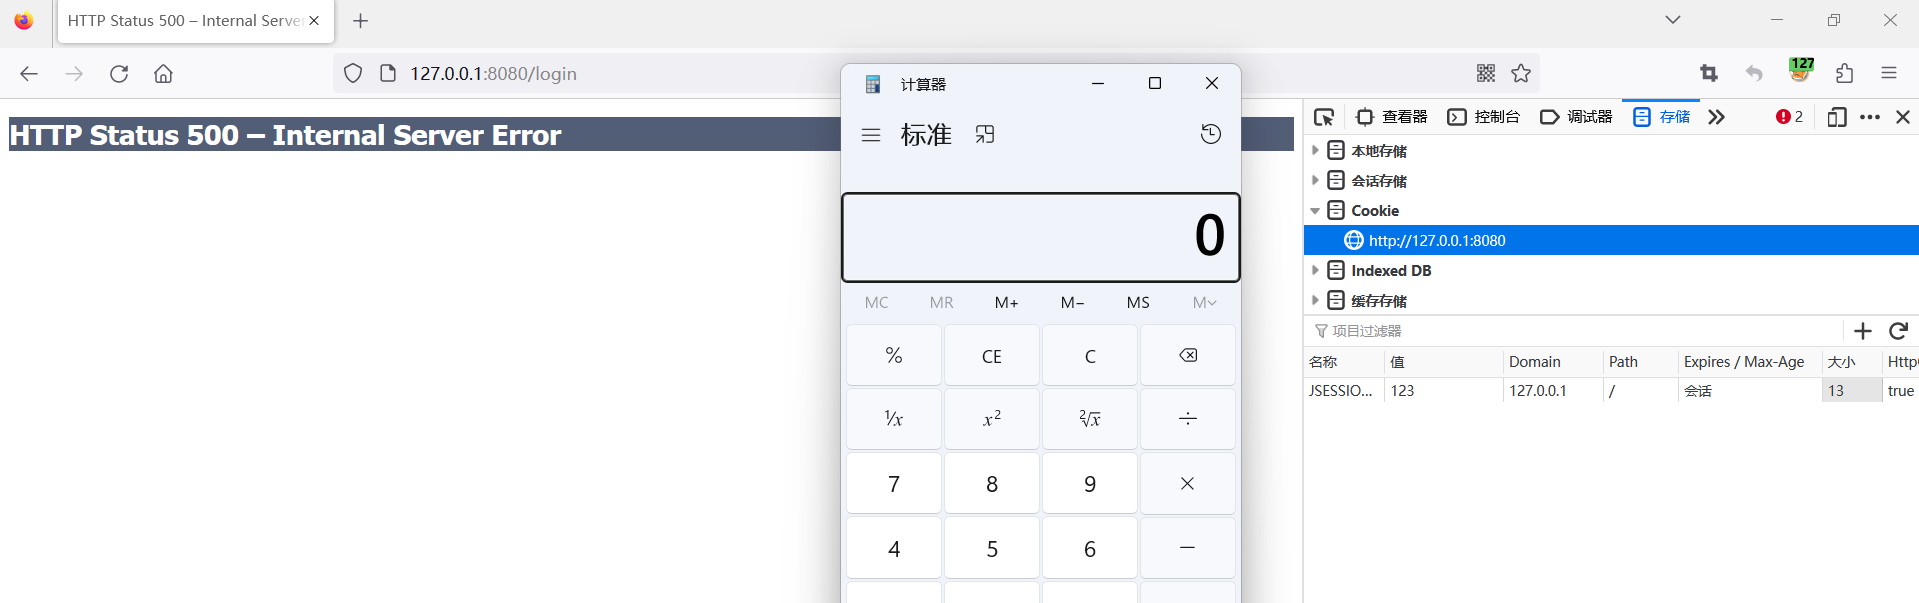 HTTP Status 500 – Internal Server
127.0.0.1:8080/login
127
HTTP Status 500 – Internal Server Error
计算器
标准
0
MC MR M+ M− MS M
% CE C
¹⁄x x² ²√x ÷
7 8 9 ×
4 5 6 −
查看器 控制台 调试器 存储 2
本地存储
会话存储
Cookie
http://127.0.0.1:8080
Indexed DB
缓存存储
项目过滤器
名称 值 Domain Path Expires / Max-Age 大小 Http
JSESSIO... 123 127.0.0.1 / 会话 13 true